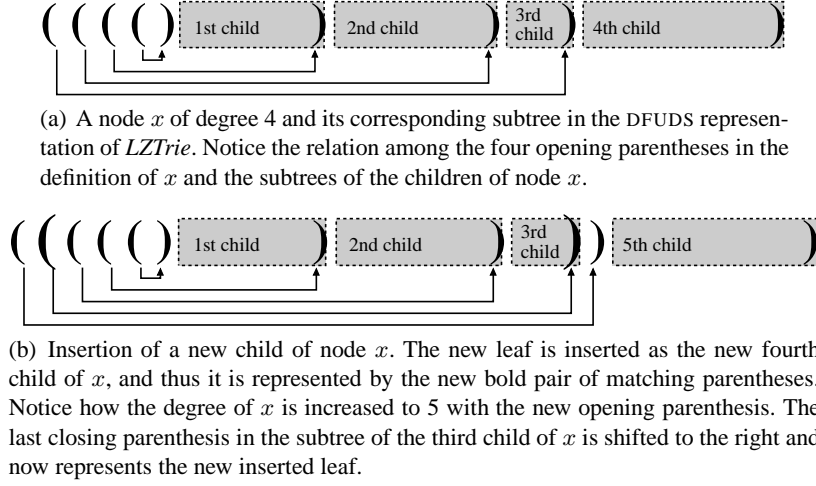 ( ( ( ( ) 1st child ) 2nd child ) 3rd child ) 4th child )
(a) A node x of degree 4 and its corresponding subtree in the DFUDS represen-
tation of LZTrie. Notice the relation among the four opening parentheses in the
definition of x and the subtrees of the children of node x.
( ( ( ( ( ) 1st child ) 2nd child ) 3rd child ) ) 5th child )
(b) Insertion of a new child of node x. The new leaf is inserted as the new fourth
child of x, and thus it is represented by the new bold pair of matching parentheses.
Notice how the degree of x is increased to 5 with the new opening parenthesis. The
last closing parenthesis in the subtree of the third child of x is shifted to the right and
now represents the new inserted leaf.